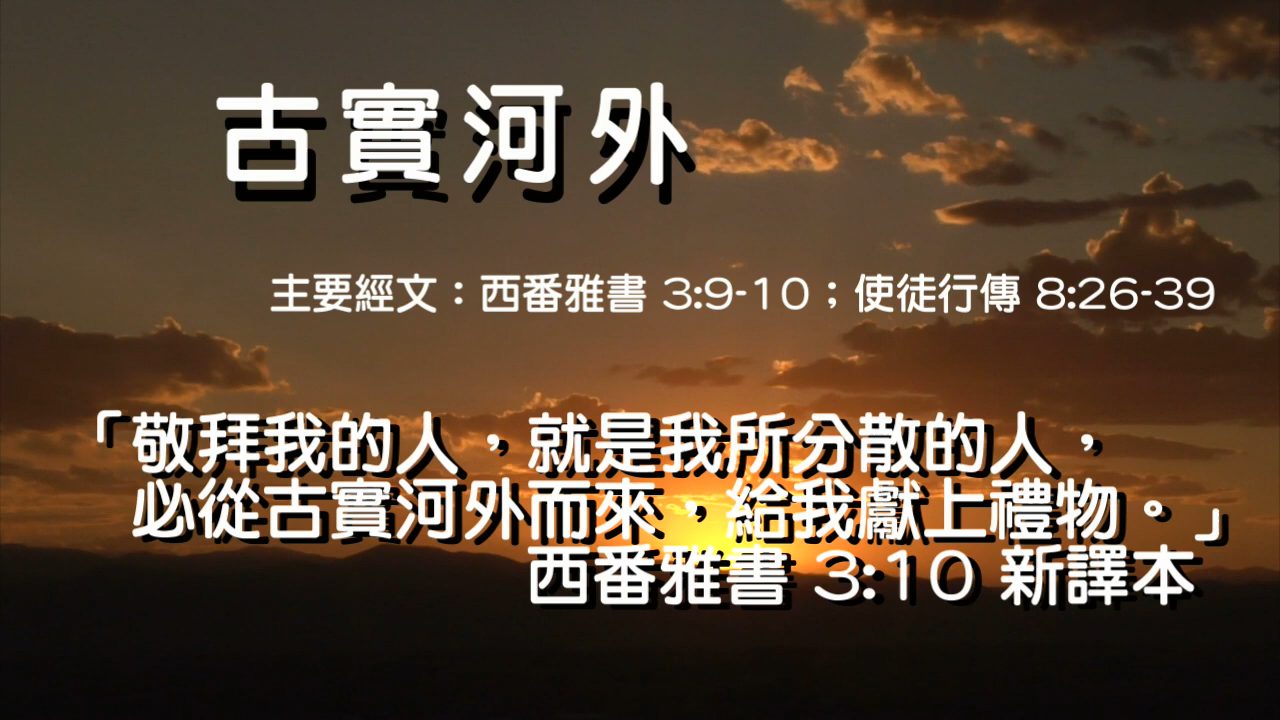 古實河外
主要經文：西番雅書 3:9-10；使徒行傳 8:26-39
「敬拜我的人，就是我所分散的人，
必從古實河外而來，給我獻上禮物。」
西番雅書 3:10 新譯本